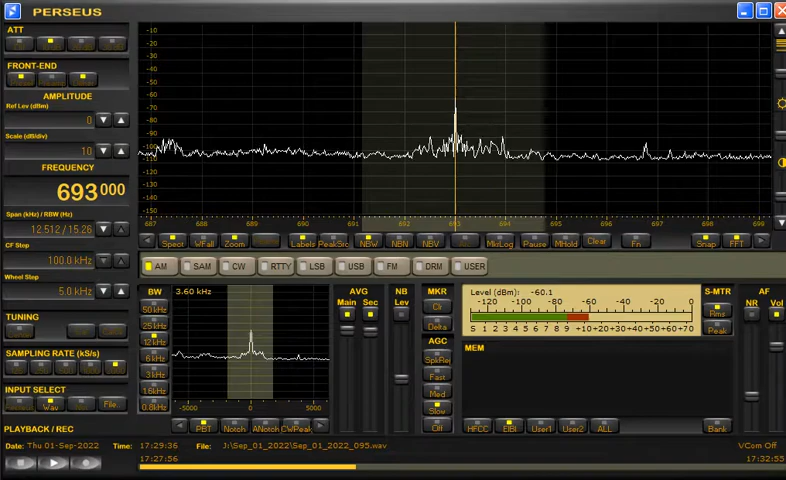 PERSEUS
ATT
FRONT-END
AMPLITUDE
Ref Lev (dBm)
0
Scale (dB/div)
10
FREQUENCY
693 000
Span (kHz) / RBW (Hz)
12.512 / 15.26
CF Step
100.0 kHz
Wheel Step
5.0 kHz
TUNING
SAMPLING RATE (kS/s)
INPUT SELECT
Wav File
PLAYBACK / REC
-10
-20
-30
-40
-50
-60
-70
-80
-90
-100
-110
-120
-130
-140
-150
687 688 689 690 691 692 693 694 695 696 697 698 699
Spect WFall Zoom Labels PeakSrc NBW NBN NBV MkLog Pause MHold Clear Fn Snap FFT
AM SAM CW RTTY LSB USB FM DRM USER
BW
50 kHz
25 kHz
12 kHz
6 kHz
3 kHz
1.6kHz
0.8kHz
3.60 kHz
-5000 0 5000
PBT Notch ANotch CWPeak
AVG
Main Sec
NB
Lev
MKR
Clr
Delta
AGC
SpkRej
Fast
Med
Slow
Off
Level (dBm): -60.1
-120 -100 -80 -60 -40 -20 0
S 1 2 3 4 5 6 7 8 9 +10 +20+30+40+50+60+70
S-MTR
Rms
Peak
AF
NR Vol
MEM
HFCC EIBI User1 User2 ALL Bank
Date: Thu 01-Sep-2022 Time: 17:29:36 File: J:\Sep_01_2022\Sep_01_2022_095.wav VCom Off
17:27:56 17:32:55